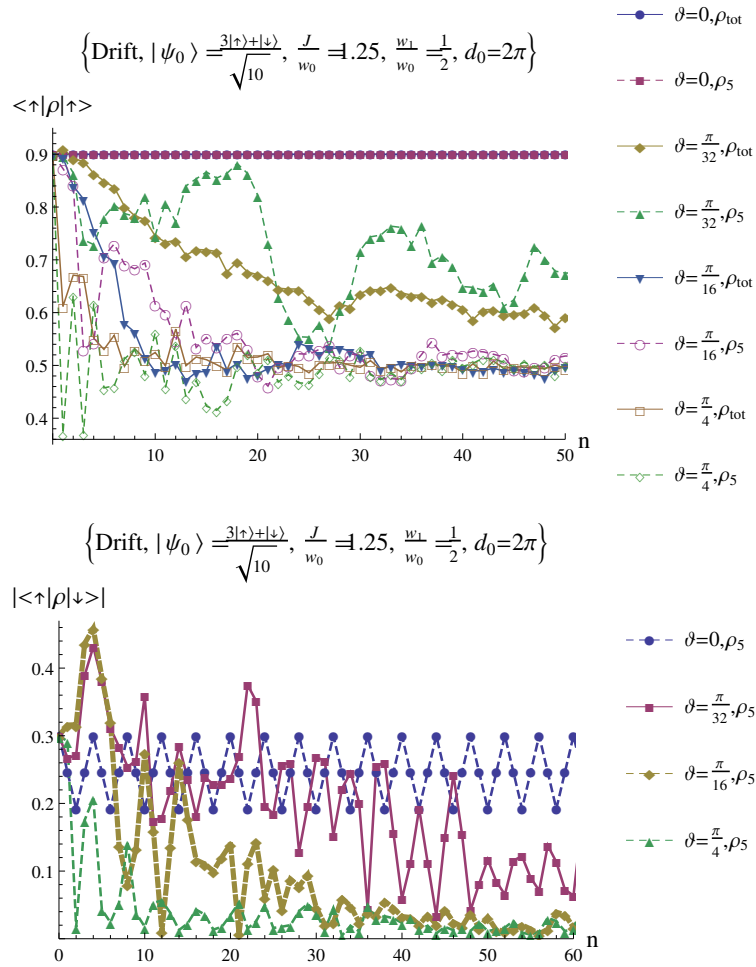 {Drift, |ψ₀⟩ = (3|↑⟩+|↓⟩)/√10, J/w₀ = 1.25, w₁/w₀ = 1/2, d₀=2π}
<↑|ρ|↑>
0.9
0.8
0.7
0.6
0.5
0.4
10 20 30 40 50
n
ϑ=0,ρ_tot
ϑ=0,ρ₅
ϑ=π/32,ρ_tot
ϑ=π/32,ρ₅
ϑ=π/16,ρ_tot
ϑ=π/16,ρ₅
ϑ=π/4,ρ_tot
ϑ=π/4,ρ₅
{Drift, |ψ₀⟩ = (3|↑⟩+|↓⟩)/√10, J/w₀ = 1.25, w₁/w₀ = 1/2, d₀=2π}
|<↑|ρ|↓>|
0.4
0.3
0.2
0.1
0 10 20 30 40 50 60
n
ϑ=0,ρ₅
ϑ=π/32,ρ₅
ϑ=π/16,ρ₅
ϑ=π/4,ρ₅